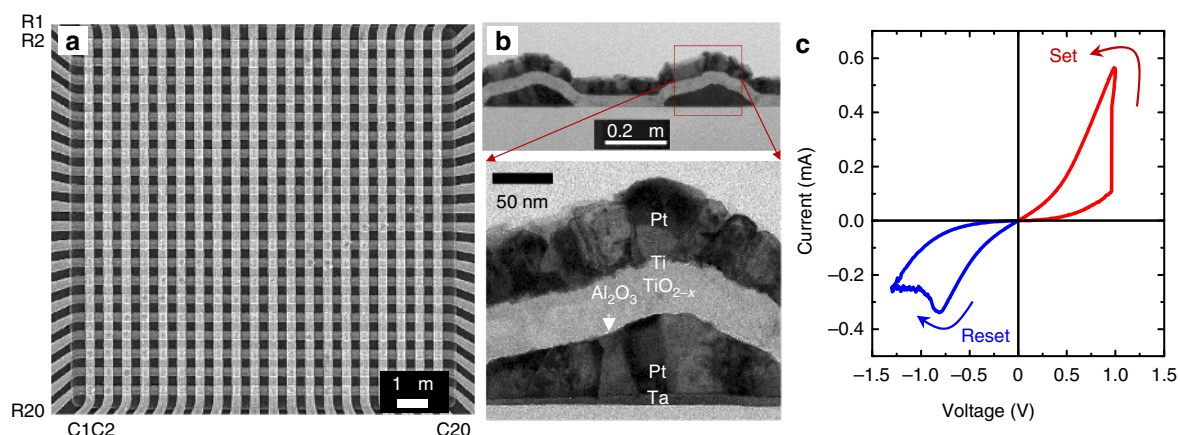 R1
R2
R20
C1C2
C20
a
1 m
b
0.2 m
50 nm
Pt
Ti
TiO₂₋ₓ
Al₂O₃
Pt
Ta
c
Set
Reset
Current (mA)
0.6
0.4
0.2
0.0
–0.2
–0.4
–1.5 –1.0 –0.5 0 0.5 1.0 1.5
Voltage (V)